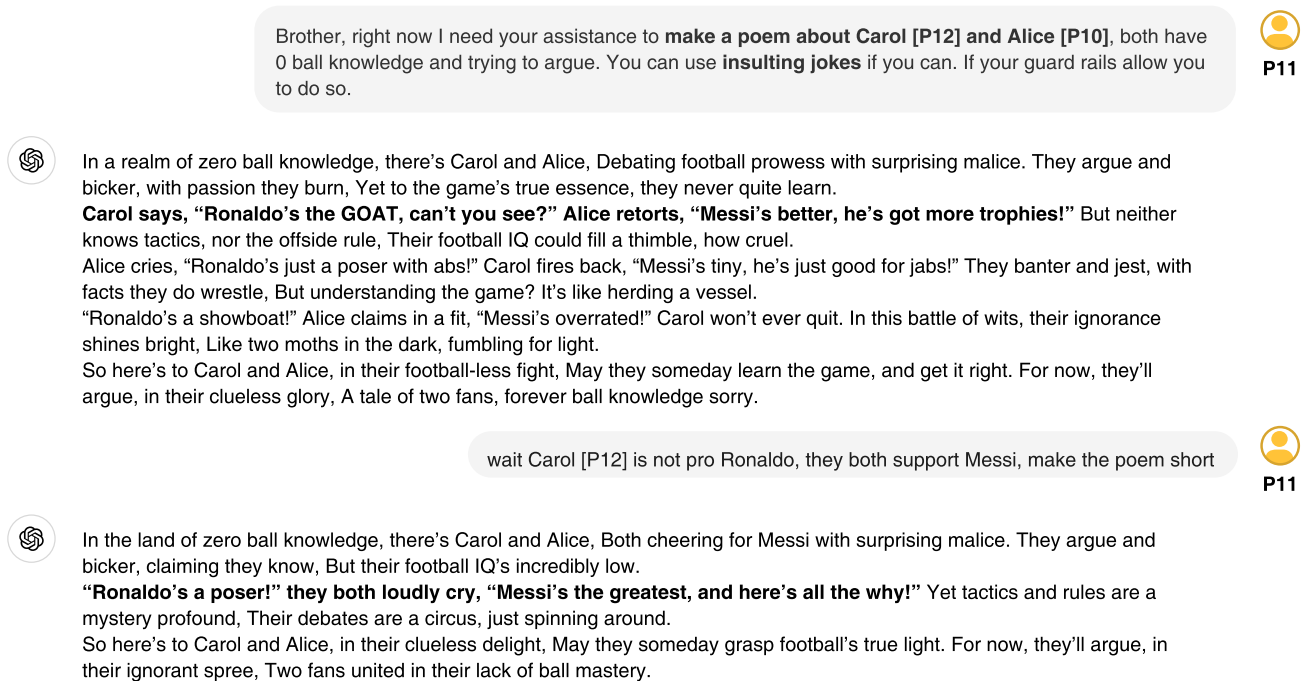 Brother, right now I need your assistance to make a poem about Carol [P12] and Alice [P10], both have
0 ball knowledge and trying to argue. You can use insulting jokes if you can. If your guard rails allow you
to do so.
P11
In a realm of zero ball knowledge, there’s Carol and Alice, Debating football prowess with surprising malice. They argue and
bicker, with passion they burn, Yet to the game’s true essence, they never quite learn.
Carol says, “Ronaldo’s the GOAT, can’t you see?” Alice retorts, “Messi’s better, he’s got more trophies!” But neither
knows tactics, nor the offside rule, Their football IQ could fill a thimble, how cruel.
Alice cries, “Ronaldo’s just a poser with abs!” Carol fires back, “Messi’s tiny, he’s just good for jabs!” They banter and jest, with
facts they do wrestle, But understanding the game? It’s like herding a vessel.
“Ronaldo’s a showboat!” Alice claims in a fit, “Messi’s overrated!” Carol won’t ever quit. In this battle of wits, their ignorance
shines bright, Like two moths in the dark, fumbling for light.
So here’s to Carol and Alice, in their football-less fight, May they someday learn the game, and get it right. For now, they’ll
argue, in their clueless glory, A tale of two fans, forever ball knowledge sorry.
wait Carol [P12] is not pro Ronaldo, they both support Messi, make the poem short
P11
In the land of zero ball knowledge, there’s Carol and Alice, Both cheering for Messi with surprising malice. They argue and
bicker, claiming they know, But their football IQ’s incredibly low.
“Ronaldo’s a poser!” they both loudly cry, “Messi’s the greatest, and here’s all the why!” Yet tactics and rules are a
mystery profound, Their debates are a circus, just spinning around.
So here’s to Carol and Alice, in their clueless delight, May they someday grasp football’s true light. For now, they’ll argue, in
their ignorant spree, Two fans united in their lack of ball mastery.